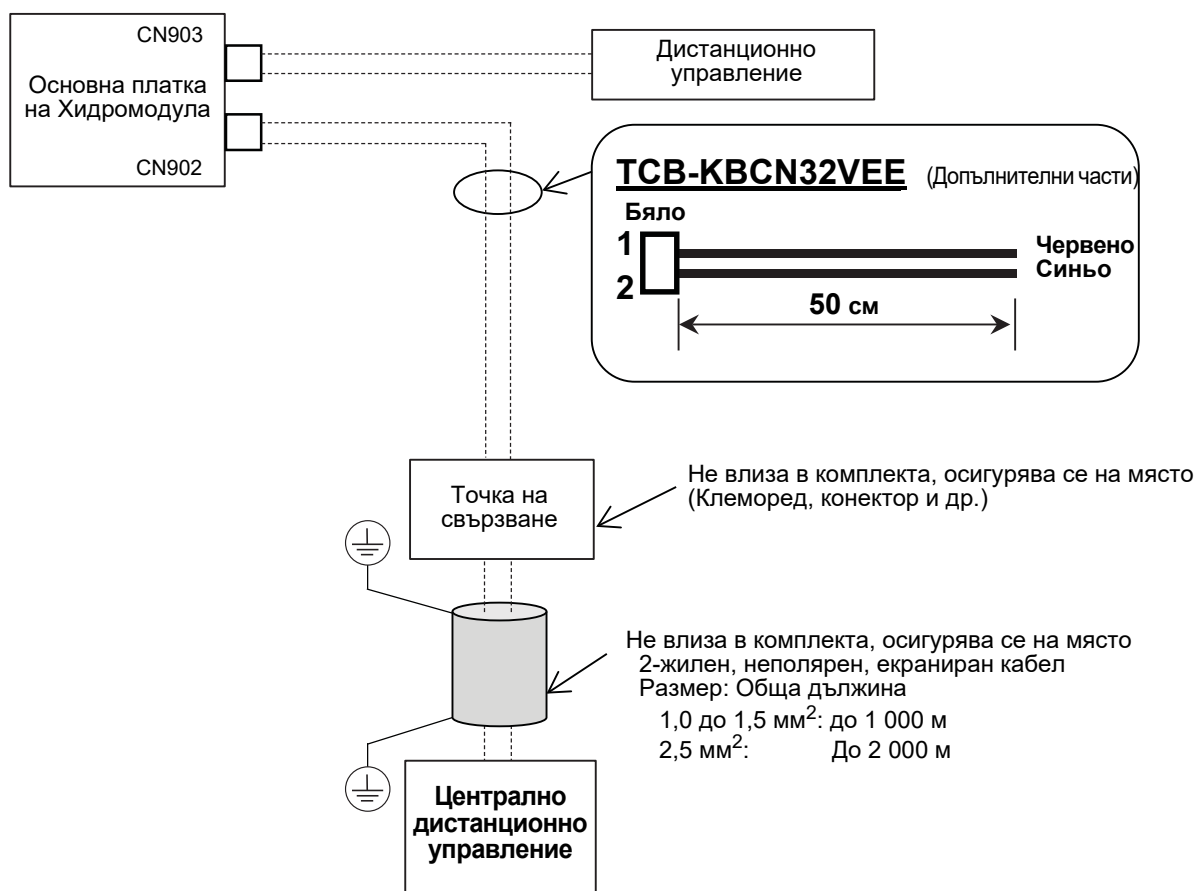 CN903
Основна платка
на Хидромодула
CN902
Дистанционно
управление
TCB-KBCN32VEE (Допълнителни части)
Бяло
1
2
Червено
Синьо
50 см
Точка на
свързване
Не влиза в комплекта, осигурява се на място
(Клеморед, конектор и др.)
Не влиза в комплекта, осигурява се на място
2-жилен, неполярен, екраниран кабел
Размер: Обща дължина
1,0 до 1,5 мм²: до 1 000 м
2,5 мм²: До 2 000 м
Централно
дистанционно
управление